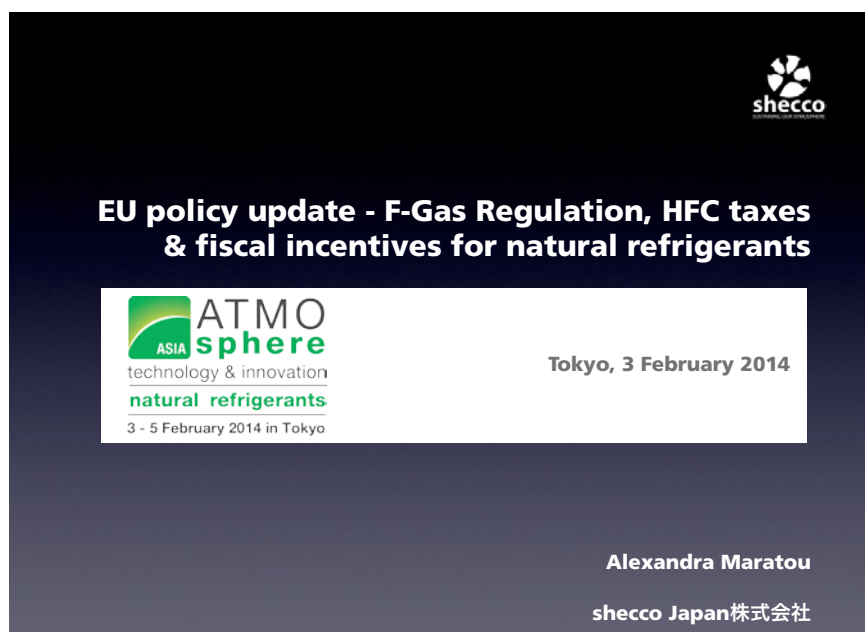 shecco
SUSTAINING OUR ATMOSPHERE
EU policy update - F-Gas Regulation, HFC taxes
& fiscal incentives for natural refrigerants
ATMO
ASIA sphere
technology & innovation
natural refrigerants
3 - 5 February 2014 in Tokyo
Tokyo, 3 February 2014
Alexandra Maratou
shecco Japan株式会社